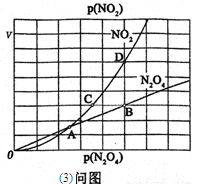 p(NO₂)
v
NO₂
D
N₂O₄
C
B
A
0
p(N₂O₄)
(3)问图